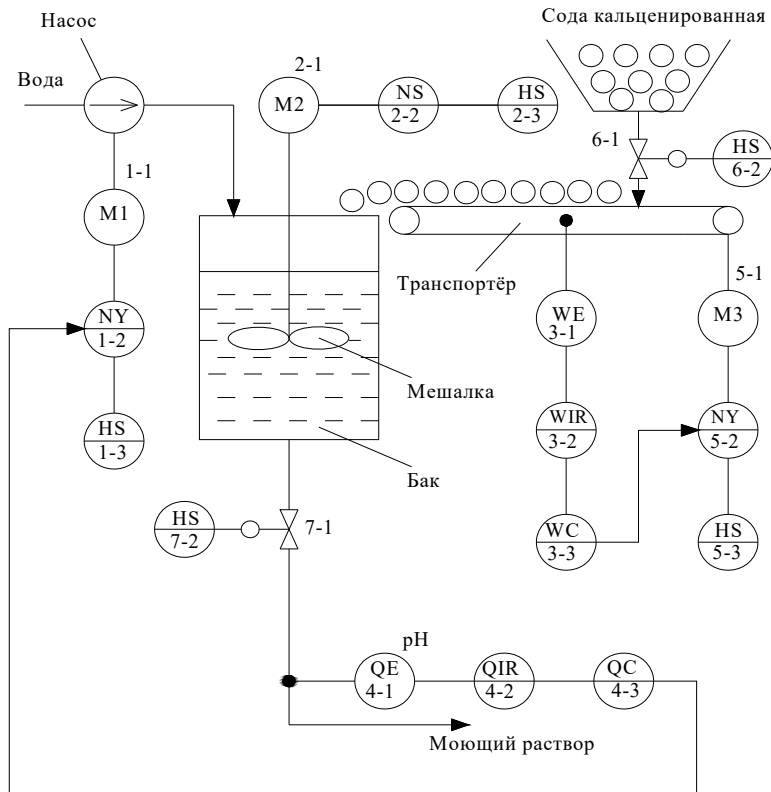 Насос
Сода кальценированная
Вода
2-1
M2
NS
2-2
HS
2-3
6-1
HS
6-2
1-1
M1
Транспортёр
5-1
NY
1-2
WE
3-1
M3
Мешалка
HS
1-3
WIR
3-2
NY
5-2
Бак
HS
7-2
7-1
WC
3-3
HS
5-3
pH
QE
4-1
QIR
4-2
QC
4-3
Моющий раствор